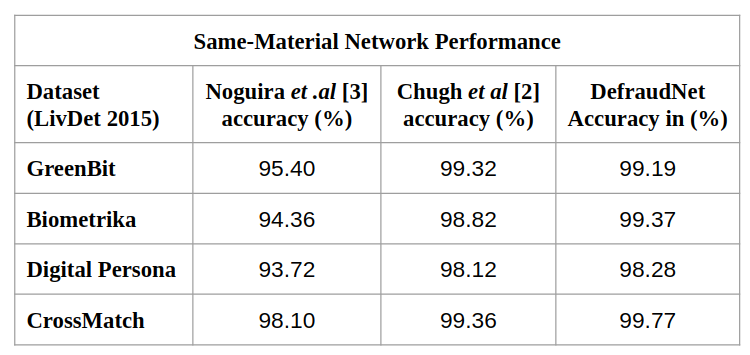 Same-Material Network Performance
Dataset (LivDet 2015) Noguira et .al [3] accuracy (%) Chugh et al [2] accuracy (%) DefraudNet Accuracy in (%)
GreenBit 95.40 99.32 99.19
Biometrika 94.36 98.82 99.37
Digital Persona 93.72 98.12 98.28
CrossMatch 98.10 99.36 99.77